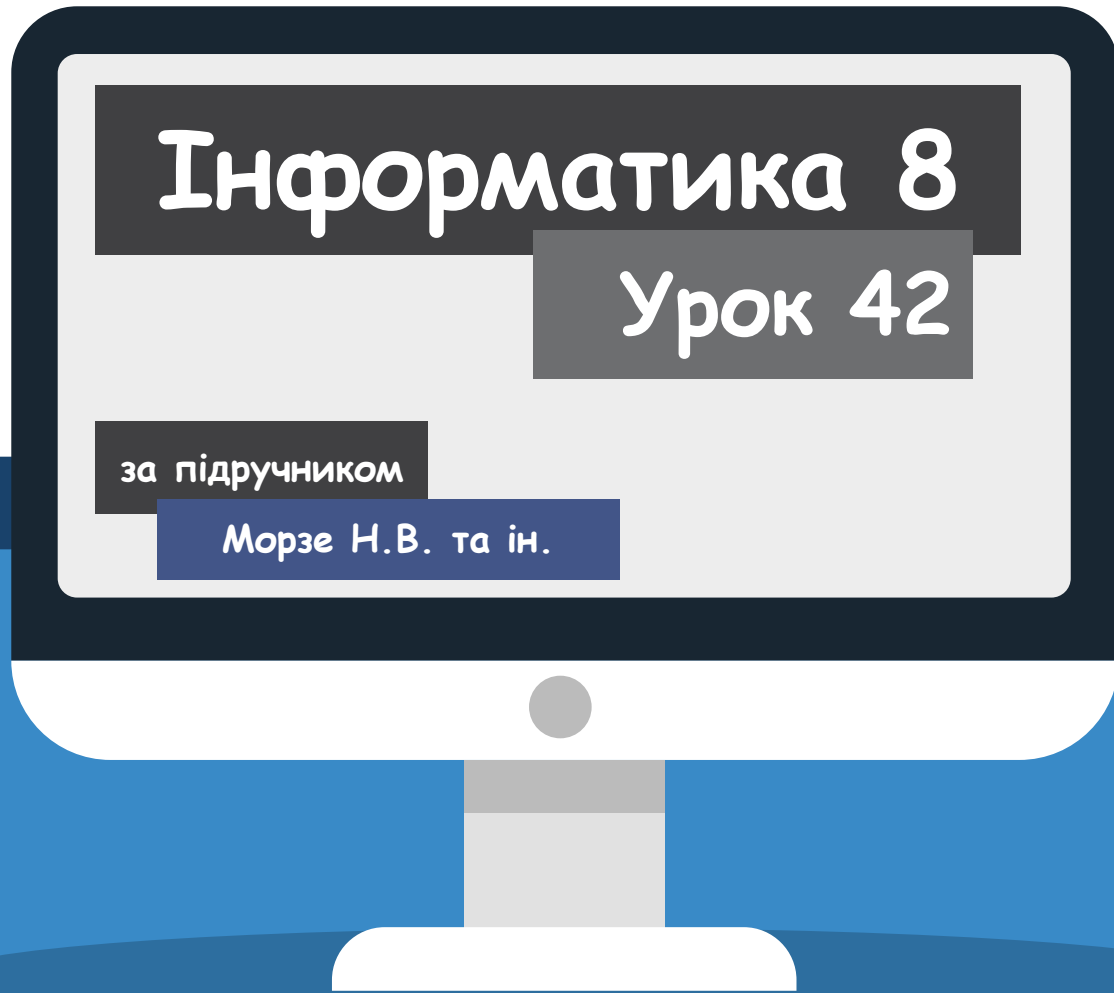 Інформатика 8
Урок 42
за підручником
Морзе Н.В. та ін.